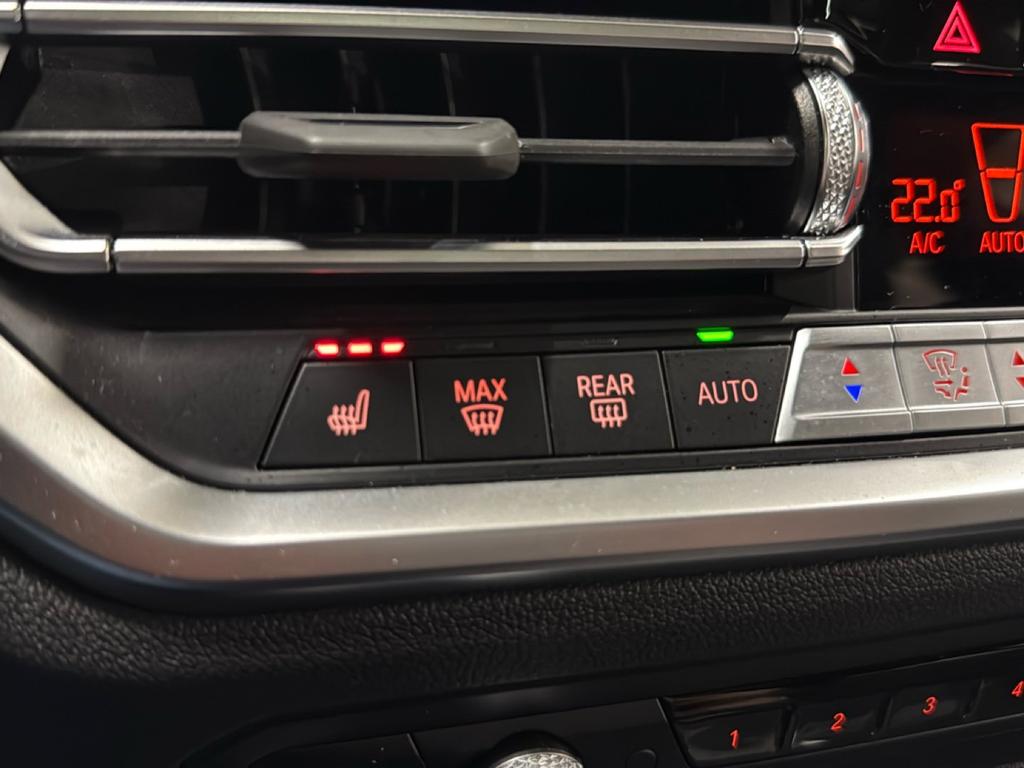 22.0°
A/C AUTO
MAX
REAR
AUTO
1 2 3 4